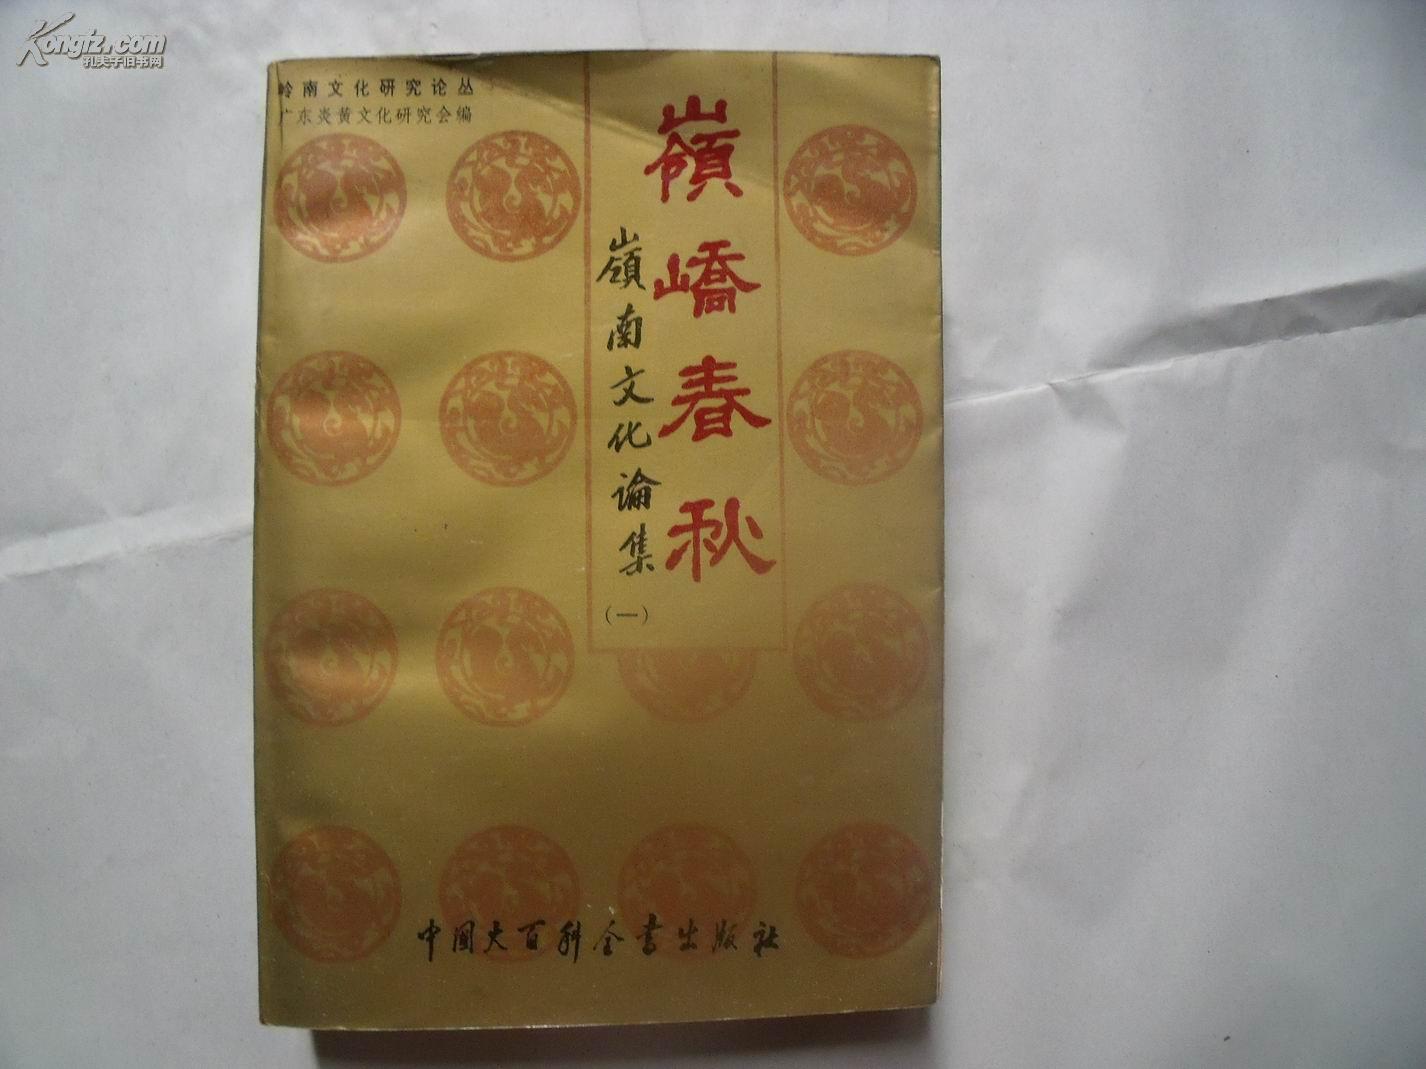 Kongfz.com
孔夫子旧书网
岭南文化研究论丛
广东炎黄文化研究会编
嶺嶠春秋
嶺南文化論集
(一)
中国大百科全书出版社